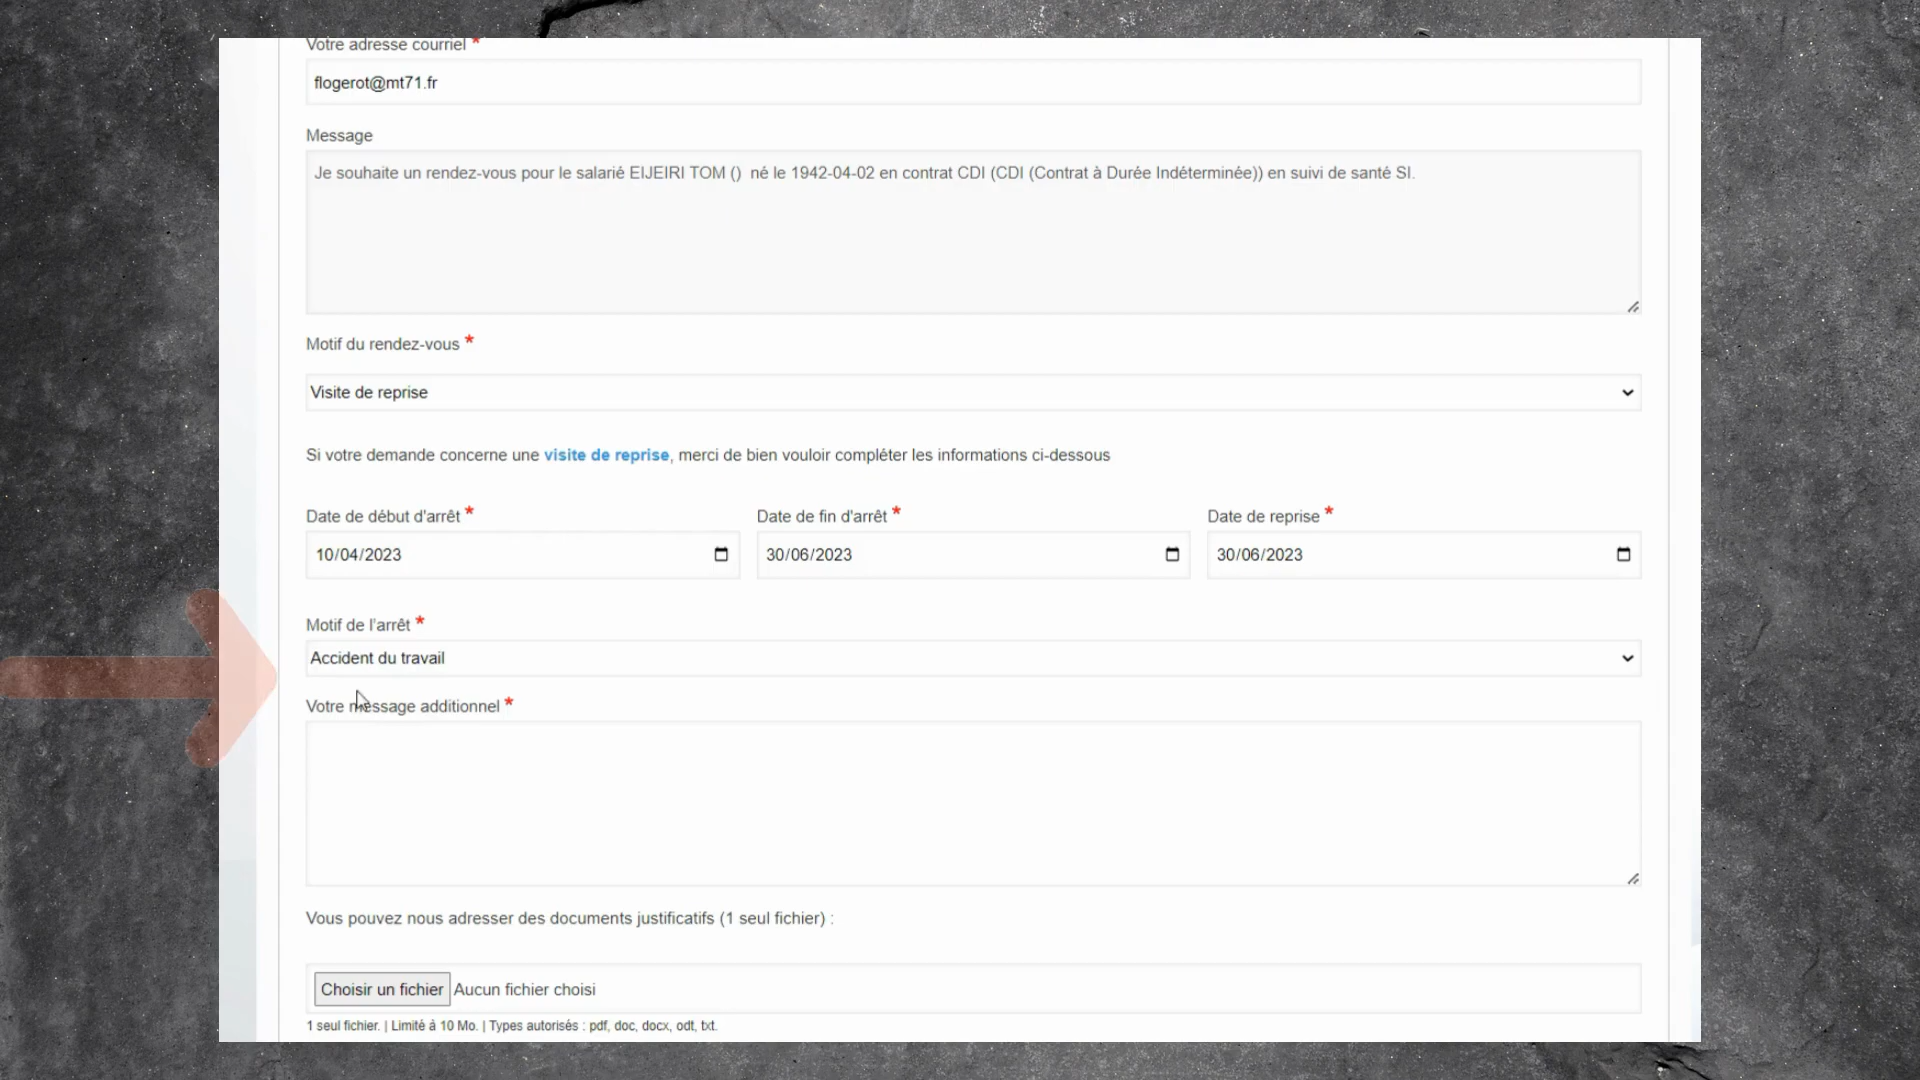 Votre adresse courriel *
flogerot@mt71.fr
Message
Je souhaite un rendez-vous pour le salarié EIJEIRI TOM () né le 1942-04-02 en contrat CDI (CDI (Contrat à Durée Indéterminée)) en suivi de santé SI.
Motif du rendez-vous *
Visite de reprise
Si votre demande concerne une visite de reprise, merci de bien vouloir compléter les informations ci-dessous
Date de début d'arrêt * Date de fin d'arrêt * Date de reprise *
10/04/2023 30/06/2023 30/06/2023
Motif de l'arrêt *
Accident du travail
Votre message additionnel *
Vous pouvez nous adresser des documents justificatifs (1 seul fichier) :
Choisir un fichier Aucun fichier choisi
1 seul fichier. | Limité à 10 Mo. | Types autorisés : pdf, doc, docx, odt, txt.